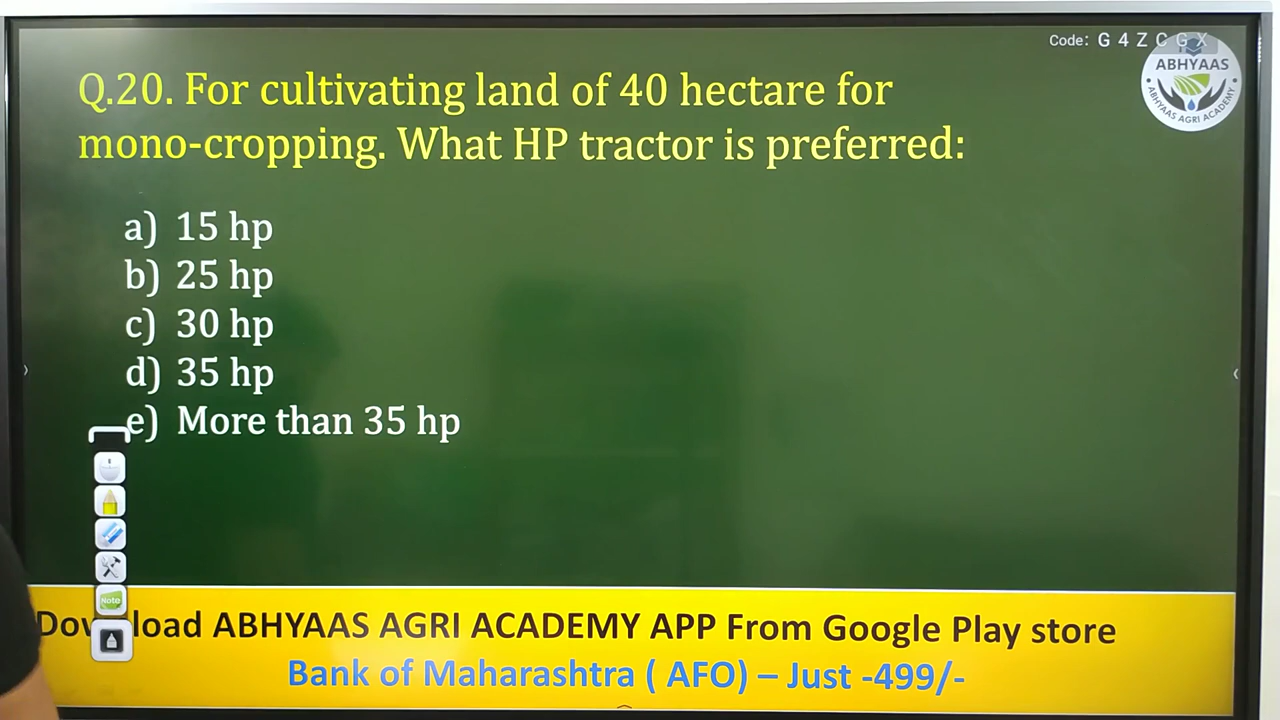 Code: G 4 Z C G X
ABHYAAS
ABHYAAS AGRI ACADEMY
Q.20. For cultivating land of 40 hectare for
mono-cropping. What HP tractor is preferred:
a) 15 hp
b) 25 hp
c) 30 hp
d) 35 hp
e) More than 35 hp
Note
Download ABHYAAS AGRI ACADEMY APP From Google Play store
Bank of Maharashtra ( AFO) – Just -499/-